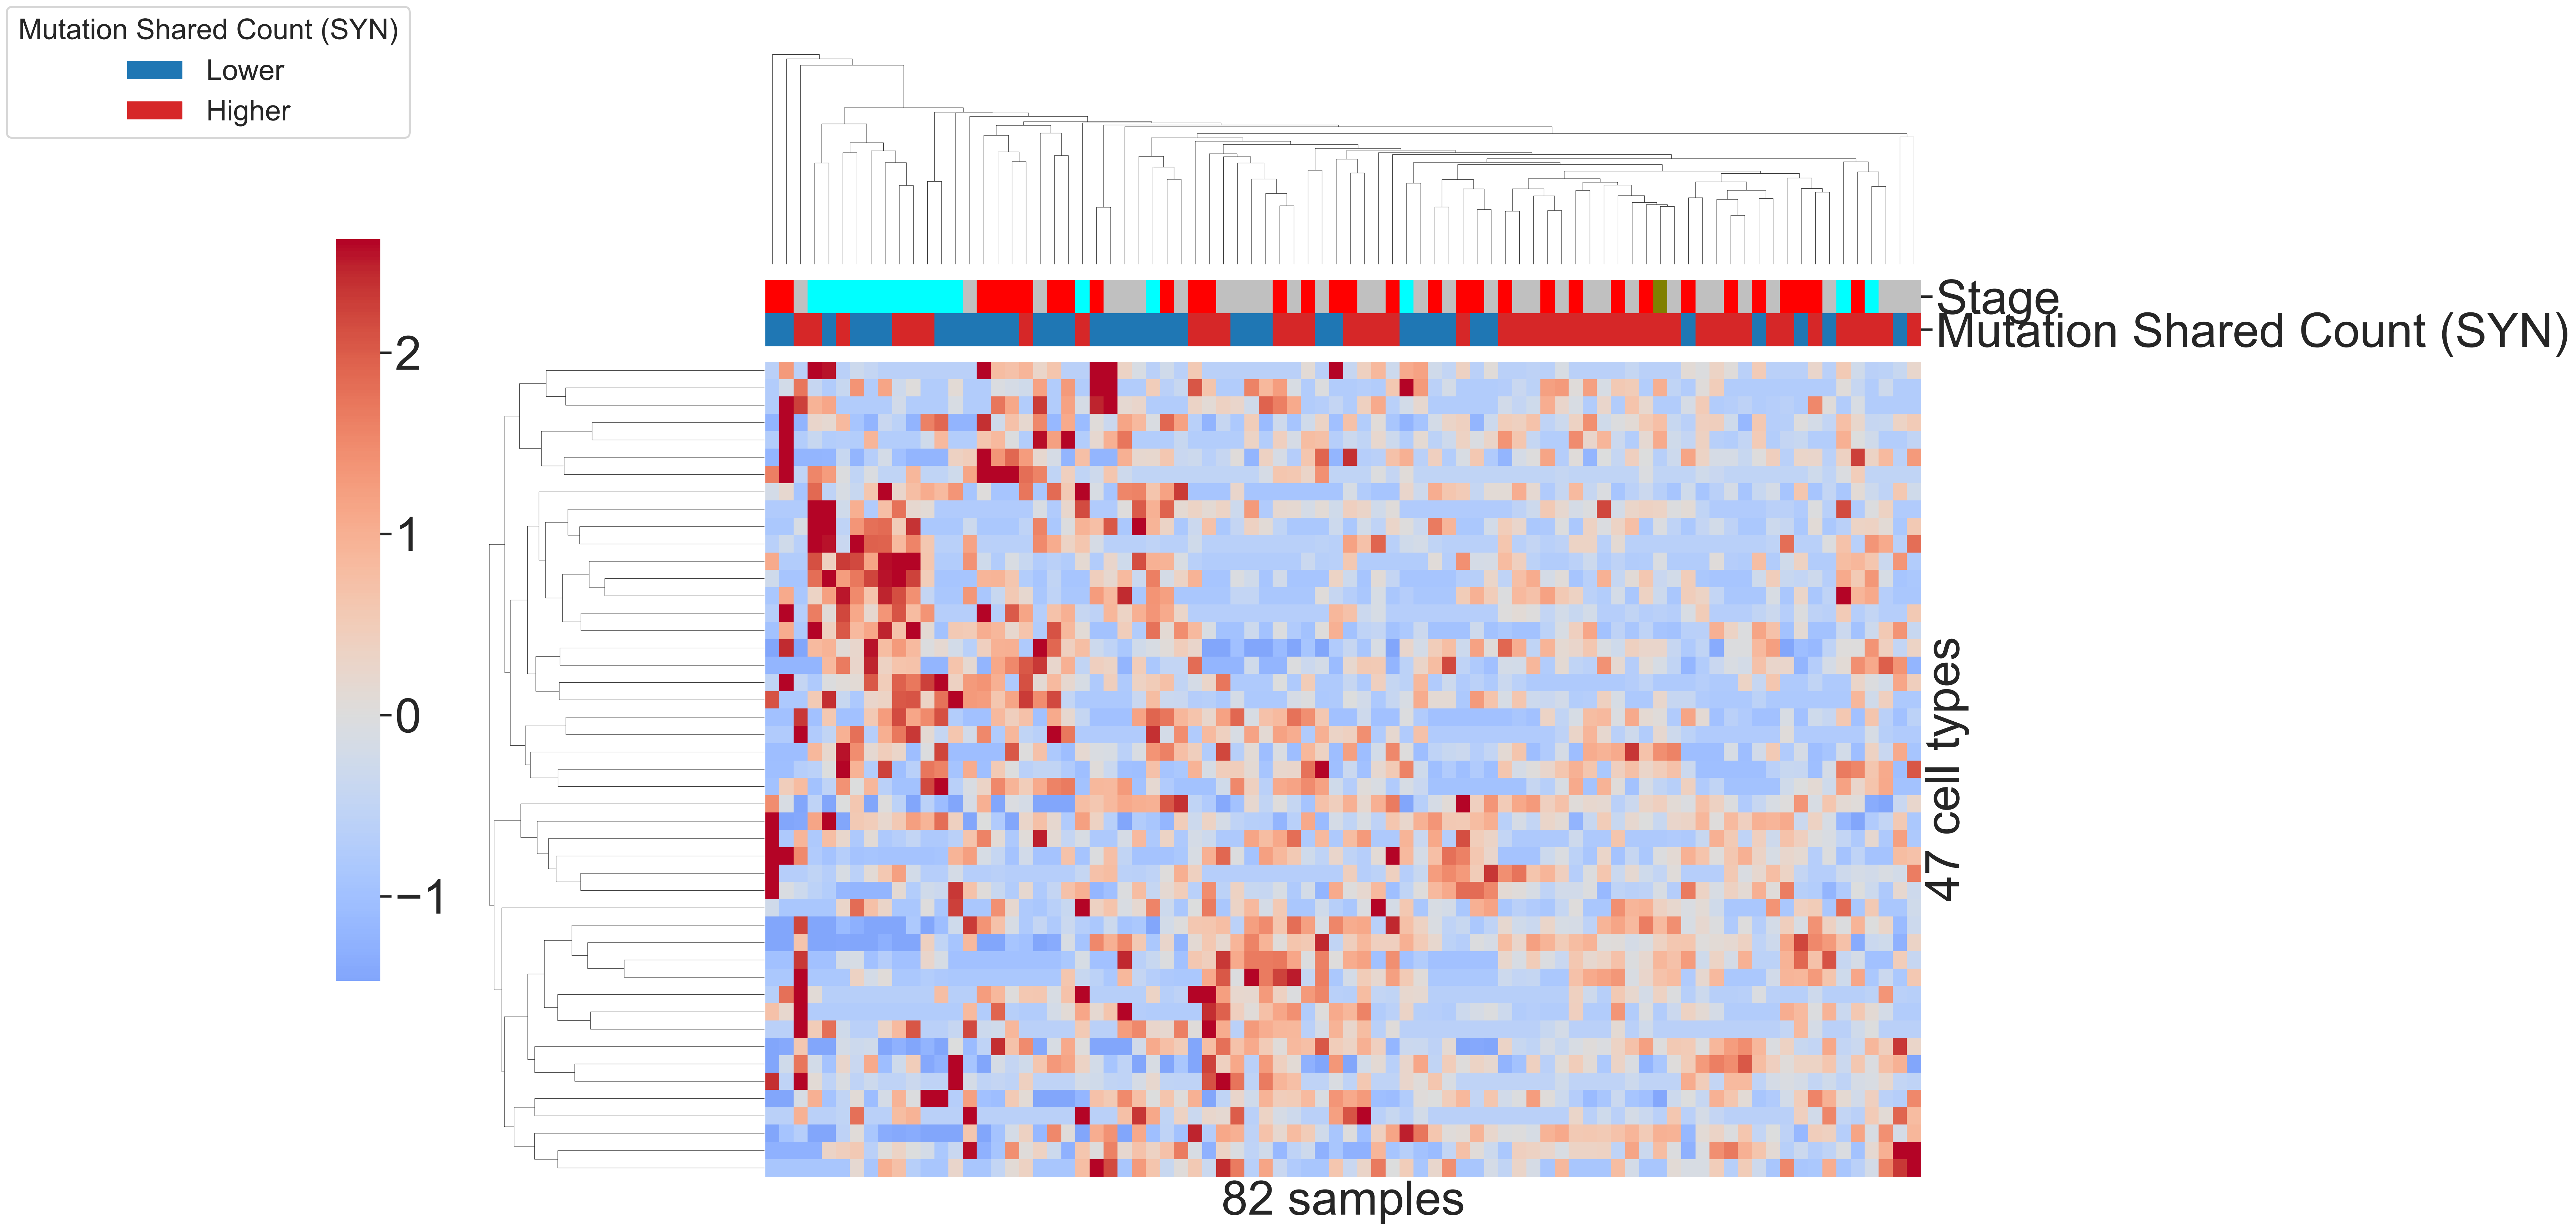 Mutation Shared Count (SYN)
Lower
Higher
Stage
Mutation Shared Count (SYN)
2
1
0
−1
47 cell types
82 samples